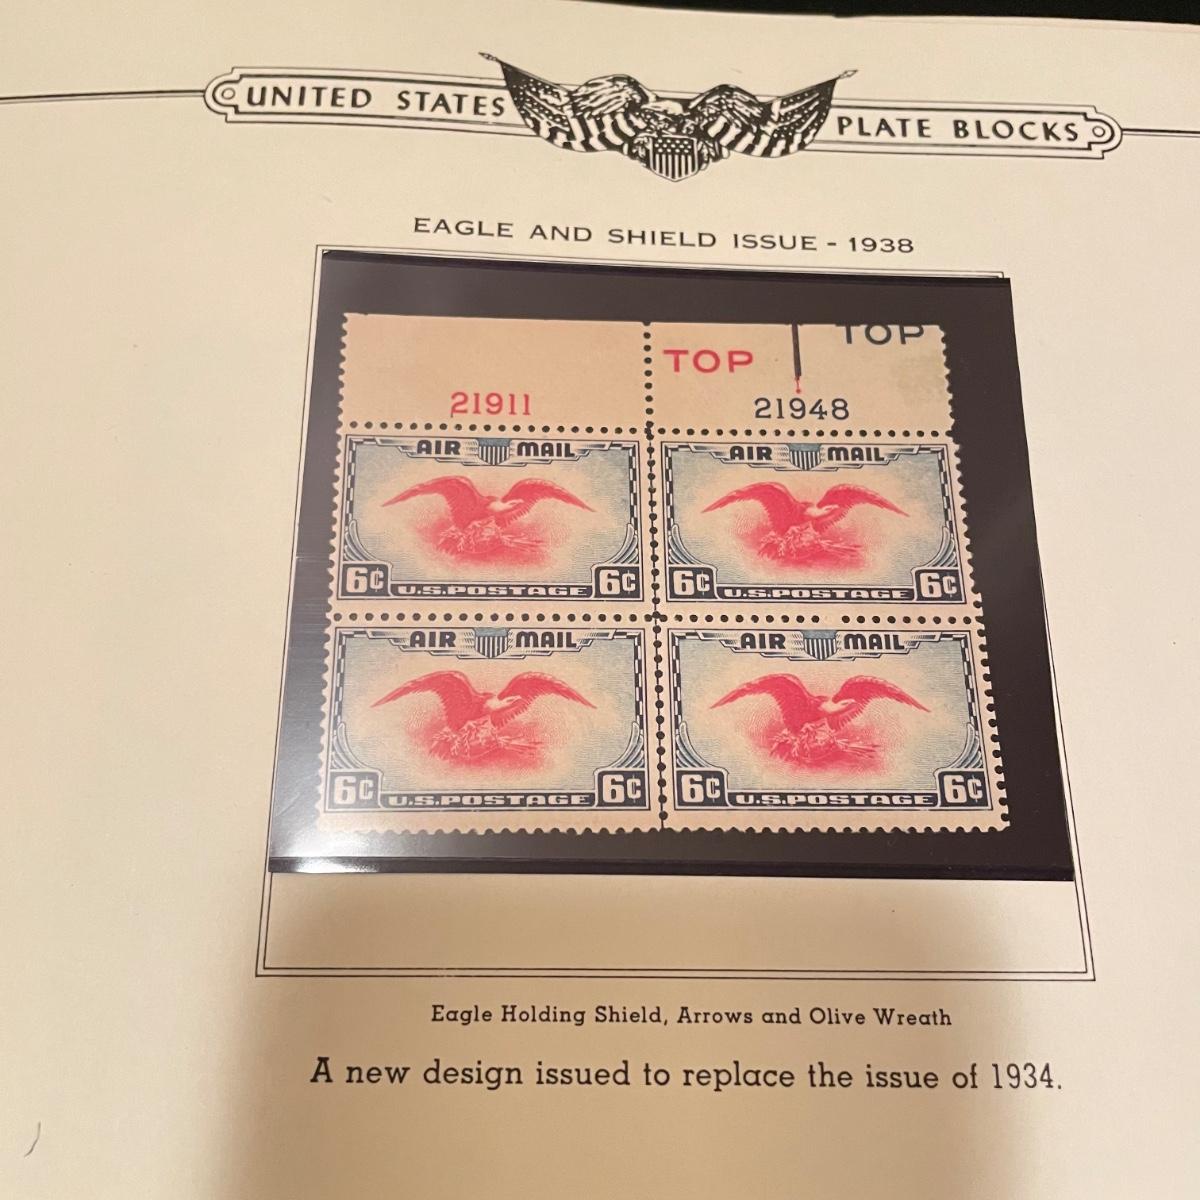 UNITED STATES PLATE BLOCKS
EAGLE AND SHIELD ISSUE - 1938
TOP TOP
21911 21948
AIR MAIL AIR MAIL
6¢ U.S.POSTAGE 6¢ 6¢ U.S.POSTAGE 6¢
AIR MAIL AIR MAIL
6¢ U.S.POSTAGE 6¢ 6¢ U.S.POSTAGE 6¢
Eagle Holding Shield, Arrows and Olive Wreath
A new design issued to replace the issue of 1934.